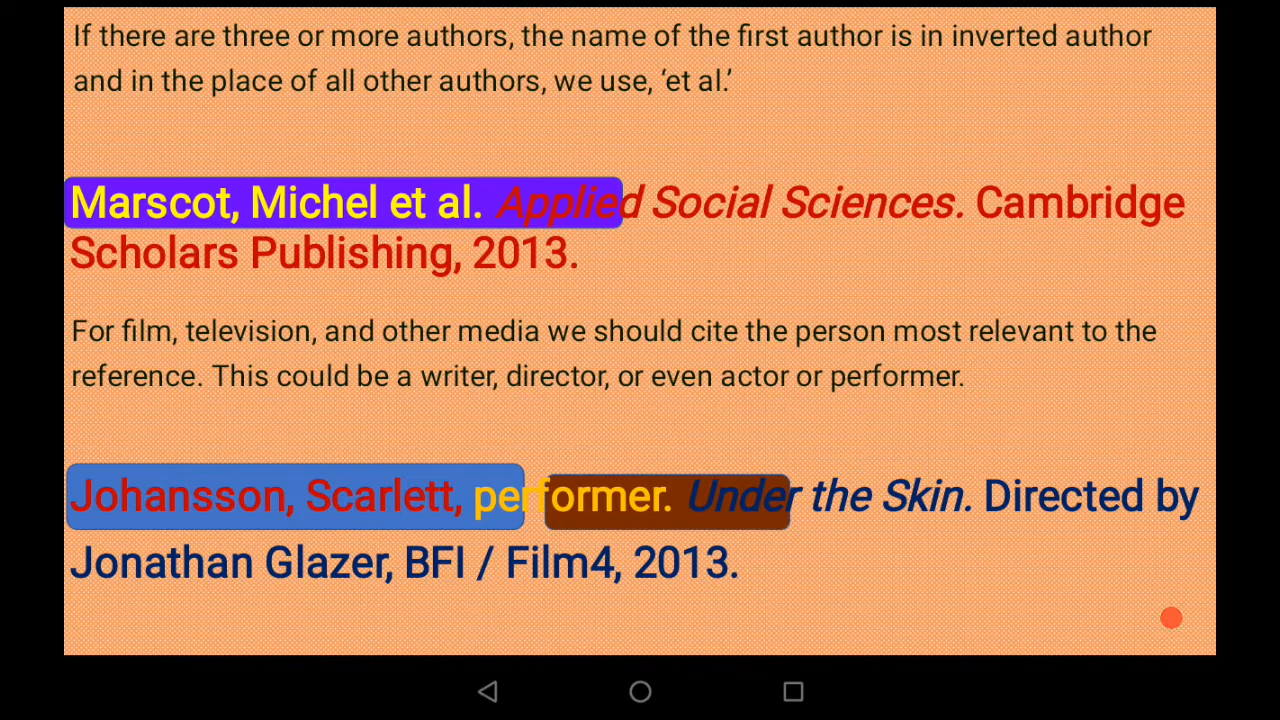 If there are three or more authors, the name of the first author is in inverted author
and in the place of all other authors, we use, ‘et al.’
Marscot, Michel et al. Applied Social Sciences. Cambridge
Scholars Publishing, 2013.
For film, television, and other media we should cite the person most relevant to the
reference. This could be a writer, director, or even actor or performer.
Johansson, Scarlett, performer. Under the Skin. Directed by
Jonathan Glazer, BFI / Film4, 2013.